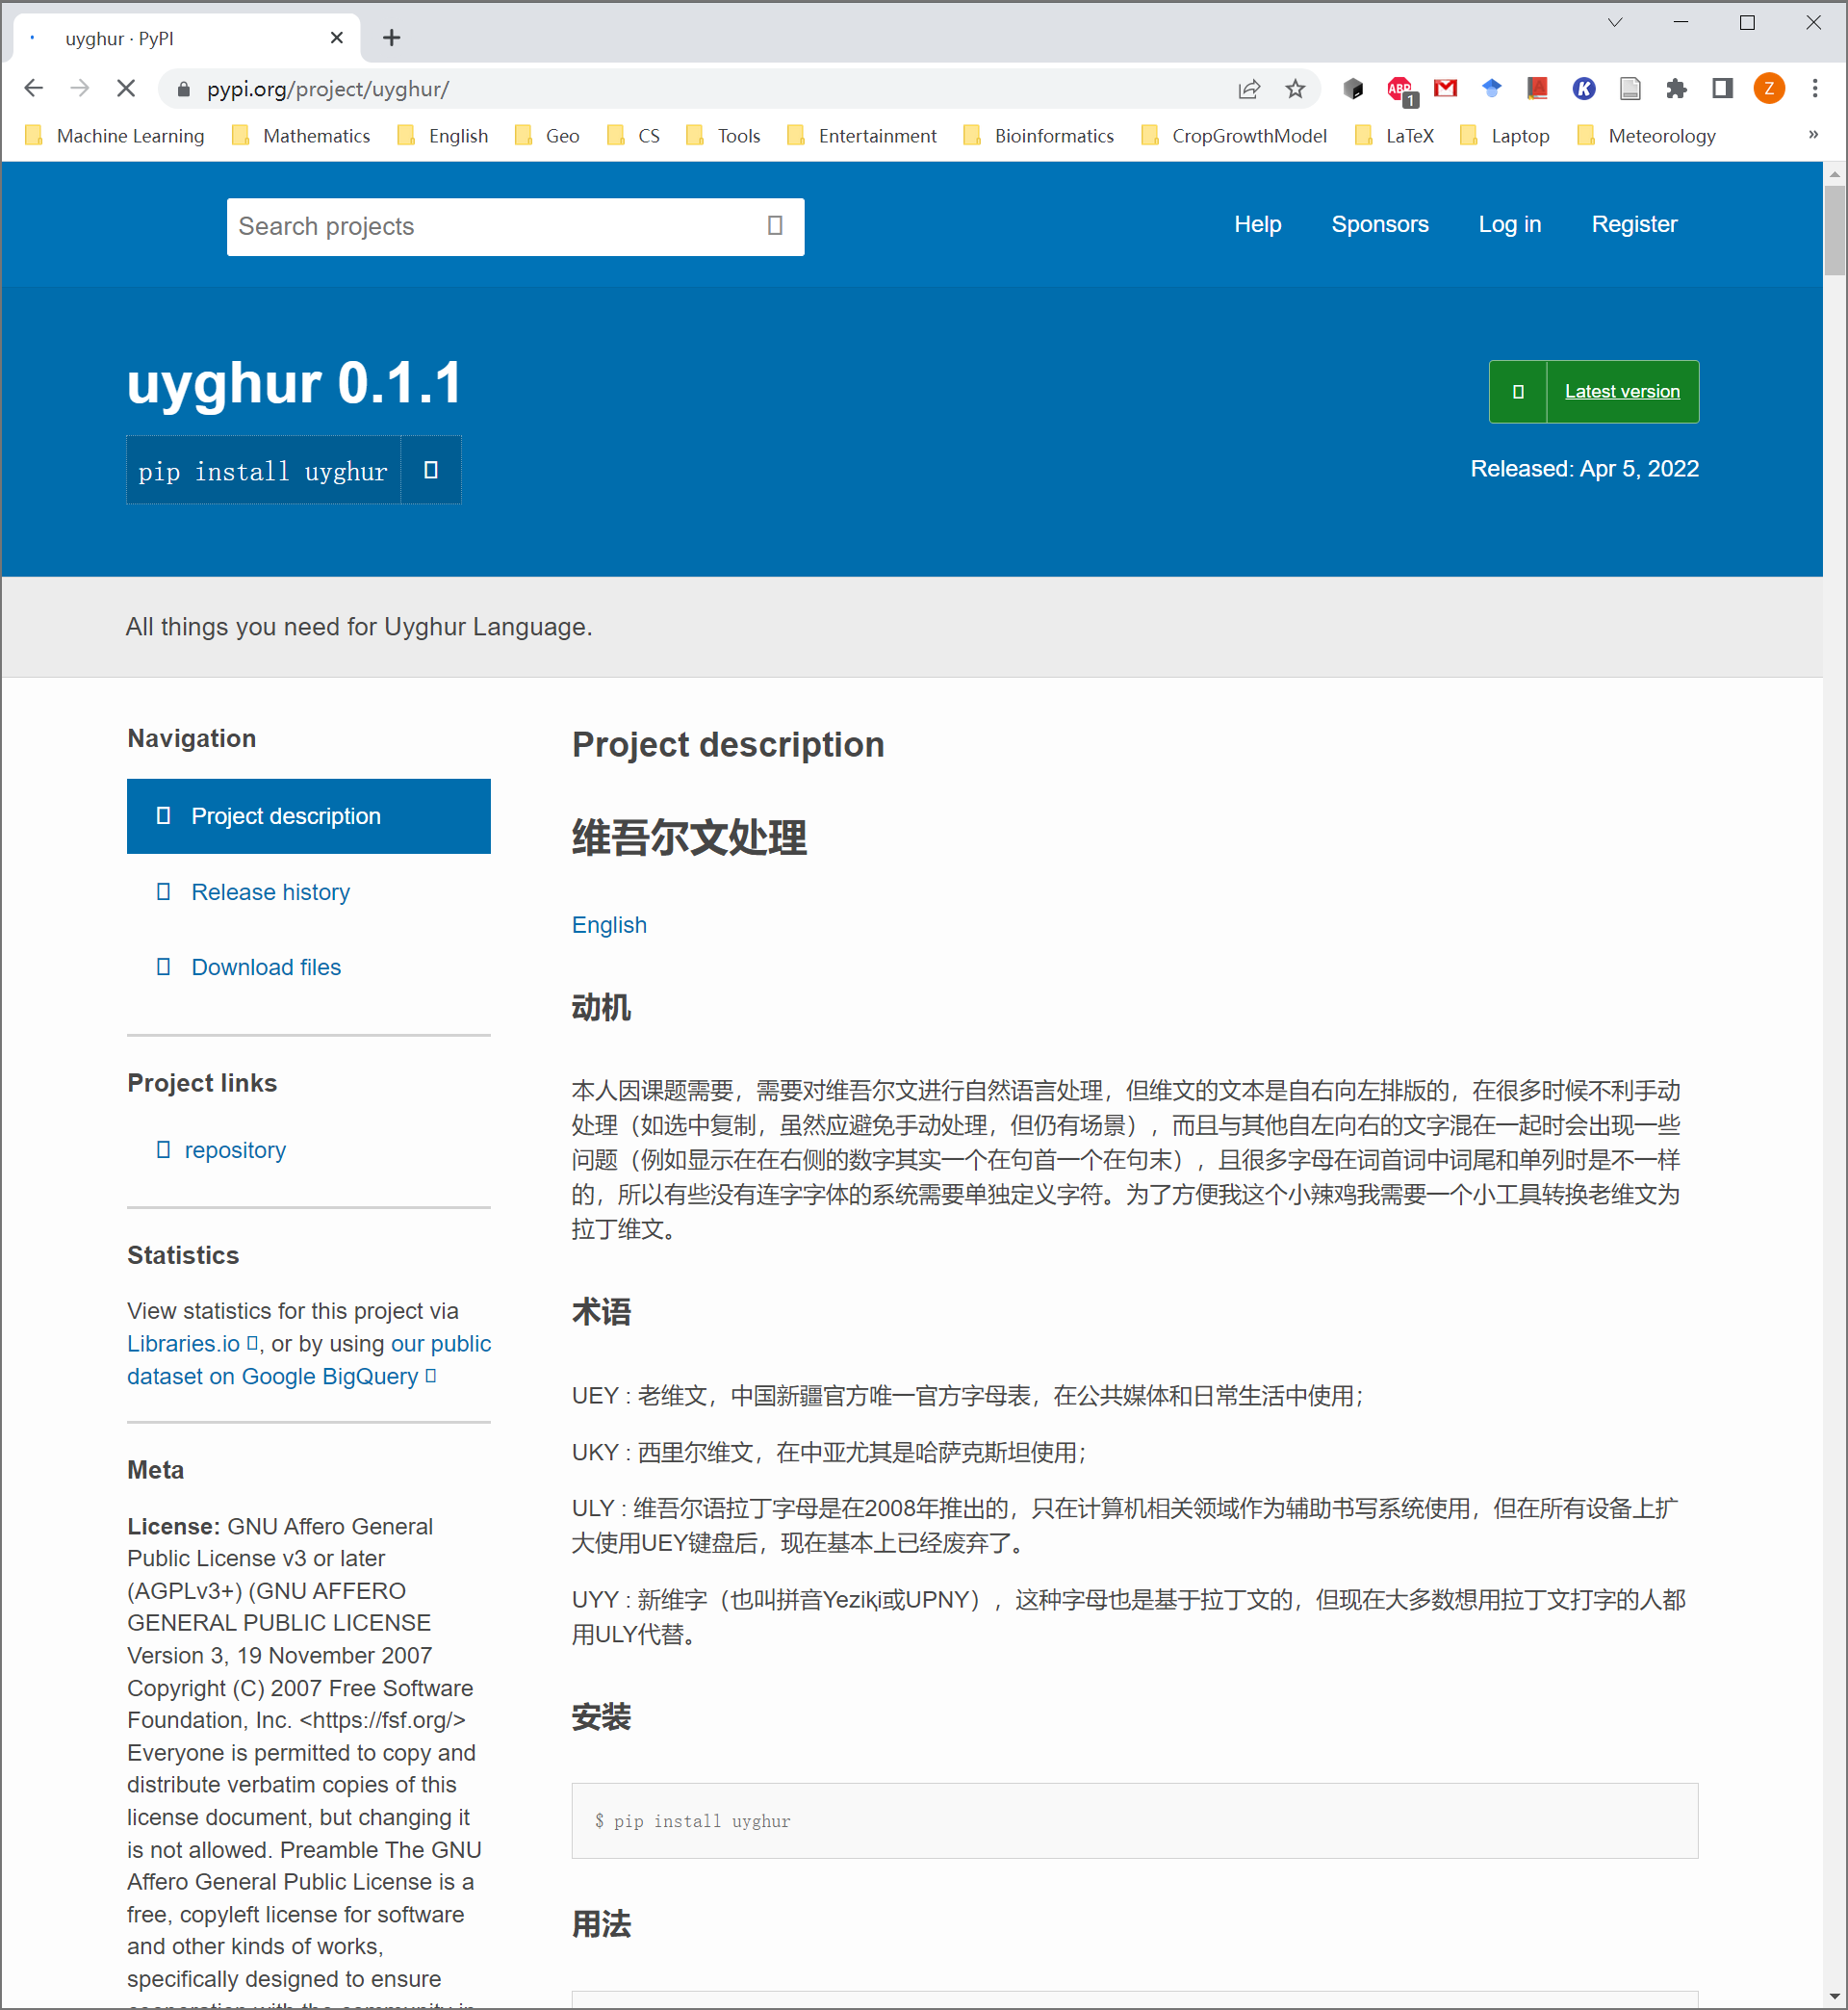 uyghur · PyPI
pypi.org/project/uyghur/
ABP
1
Z
Machine Learning
Mathematics
English
Geo
CS
Tools
Entertainment
Bioinformatics
CropGrowthModel
LaTeX
Laptop
Meteorology
»
Search projects
Help
Sponsors
Log in
Register
uyghur 0.1.1
Latest version
pip install uyghur
Released: Apr 5, 2022
All things you need for Uyghur Language.
Navigation
Project description
Release history
Download files
Project links
repository
Statistics
View statistics for this project via
Libraries.io , or by using our public
dataset on Google BigQuery
Meta
License: GNU Affero General
Public License v3 or later
(AGPLv3+) (GNU AFFERO
GENERAL PUBLIC LICENSE
Version 3, 19 November 2007
Copyright (C) 2007 Free Software
Foundation, Inc. <https://fsf.org/>
Everyone is permitted to copy and
distribute verbatim copies of this
license document, but changing it
is not allowed. Preamble The GNU
Affero General Public License is a
free, copyleft license for software
and other kinds of works,
specifically designed to ensure
cooperation with the community in
Project description
维吾尔文处理
English
动机
本人因课题需要，需要对维吾尔文进行自然语言处理，但维文的文本是自右向左排版的，在很多时候不利手动
处理（如选中复制，虽然应避免手动处理，但仍有场景），而且与其他自左向右的文字混在一起时会出现一些
问题（例如显示在在右侧的数字其实一个在句首一个在句末），且很多字母在词首词中词尾和单列时是不一样
的，所以有些没有连字字体的系统需要单独定义字符。为了方便我这个小辣鸡我需要一个小工具转换老维文为
拉丁维文。
术语
UEY : 老维文，中国新疆官方唯一官方字母表，在公共媒体和日常生活中使用；
UKY : 西里尔维文，在中亚尤其是哈萨克斯坦使用；
ULY : 维吾尔语拉丁字母是在2008年推出的，只在计算机相关领域作为辅助书写系统使用，但在所有设备上扩
大使用UEY键盘后，现在基本上已经废弃了。
UYY : 新维字（也叫拼音Yeziⱪi或UPNY），这种字母也是基于拉丁文的，但现在大多数想用拉丁文打字的人都
用ULY代替。
安装
$ pip install uyghur
用法